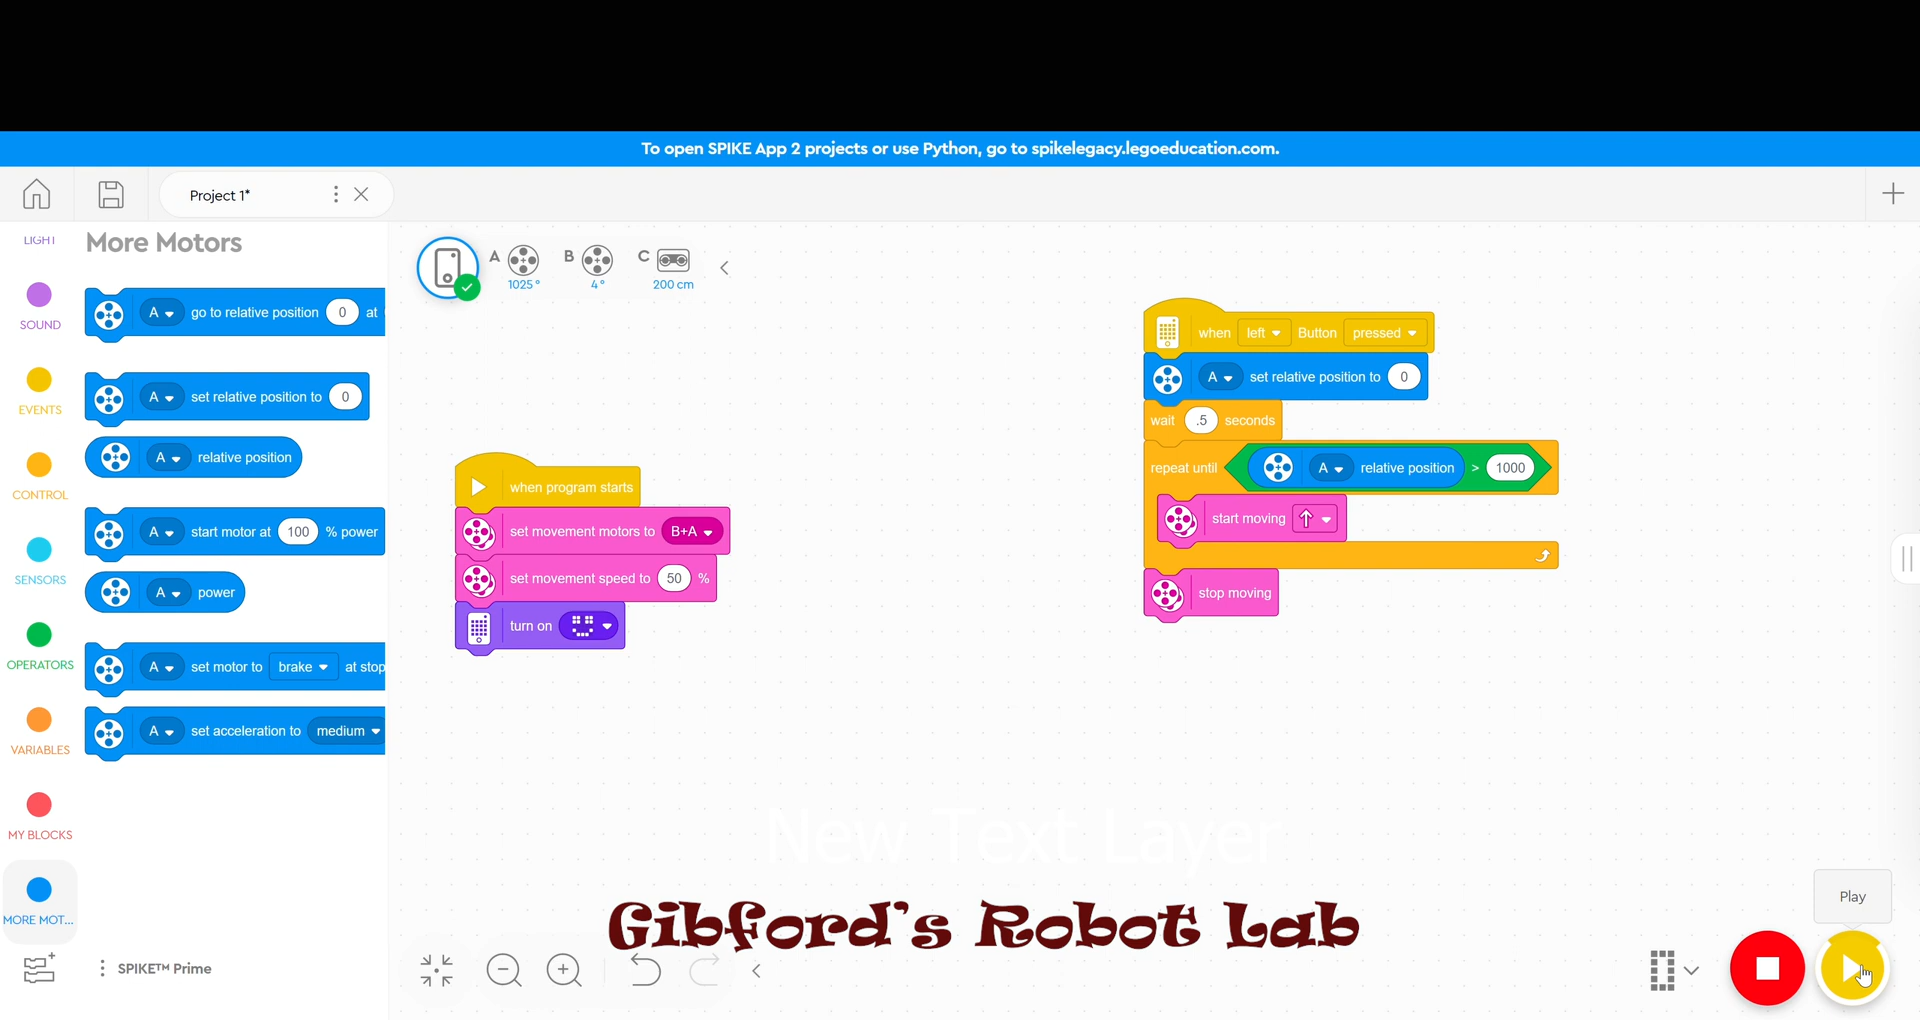 To open SPIKE App 2 projects or use Python, go to spikelegacy.legoeducation.com.
Project 1*
LIGHT
SOUND
EVENTS
CONTROL
SENSORS
OPERATORS
VARIABLES
MY BLOCKS
MORE MOT...
More Motors
A go to relative position 0 at
A set relative position to 0
A relative position
A start motor at 100 % power
A power
A set motor to brake at stop
A set acceleration to medium
SPIKE™ Prime
A 1025°
B 4°
C 200 cm
when program starts
set movement motors to B+A
set movement speed to 50 %
turn on
when left Button pressed
A set relative position to 0
wait .5 seconds
repeat until A relative position > 1000
start moving
stop moving
New Text Layer
Gibford's Robot Lab
Play